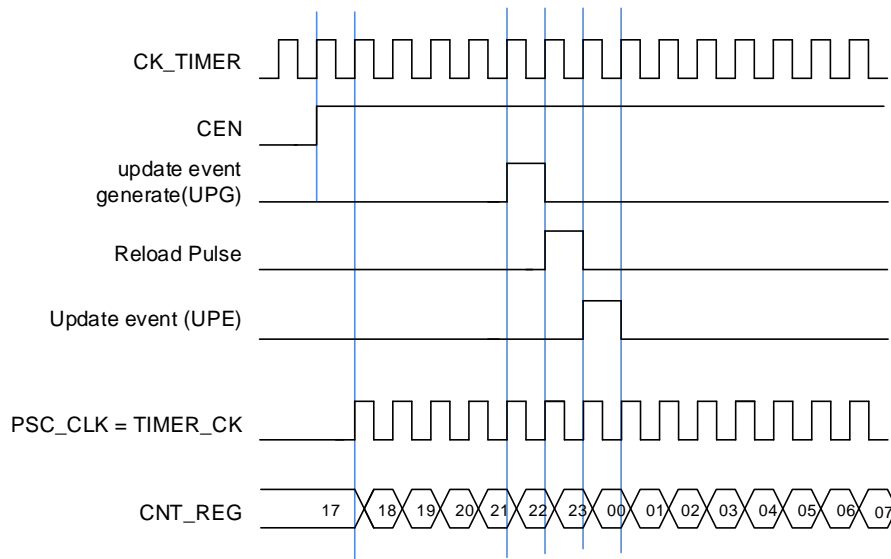 CK_TIMER
CEN
update event
generate(UPG)
Reload Pulse
Update event (UPE)
PSC_CLK = TIMER_CK
CNT_REG 17 18 19 20 21 22 23 00 01 02 03 04 05 06 07